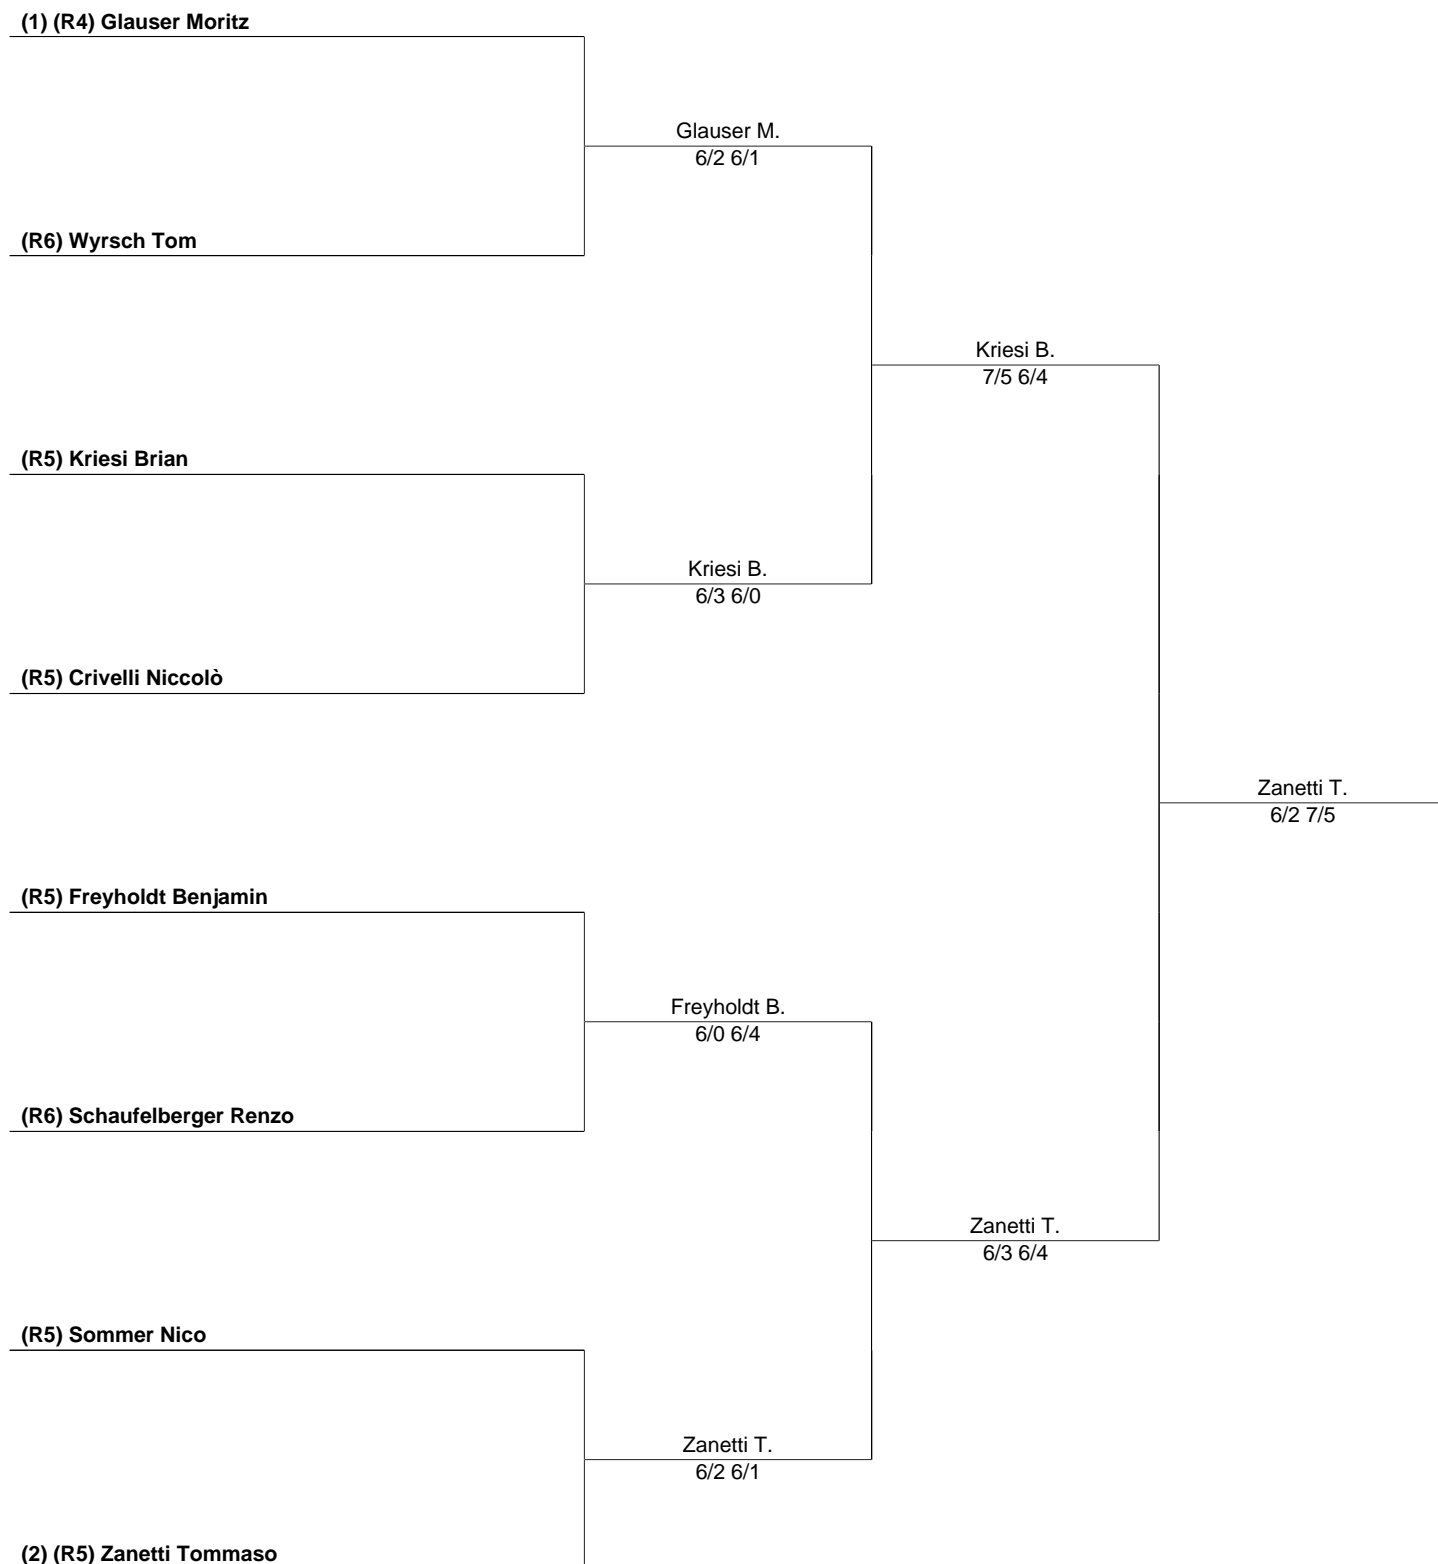 (1) (R4) Glauser Moritz
Glauser M.
6/2 6/1
(R6) Wyrsch Tom
Kriesi B.
7/5 6/4
(R5) Kriesi Brian
Kriesi B.
6/3 6/0
(R5) Crivelli Niccolò
Zanetti T.
6/2 7/5
(R5) Freyholdt Benjamin
Freyholdt B.
6/0 6/4
(R6) Schaufelberger Renzo
Zanetti T.
6/3 6/4
(R5) Sommer Nico
Zanetti T.
6/2 6/1
(2) (R5) Zanetti Tommaso